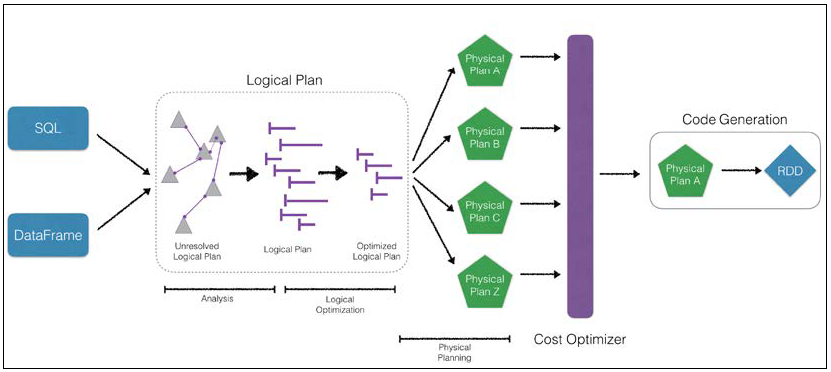 Logical Plan
SQL
DataFrame
Unresolved
Logical Plan
Logical Plan
Optimized
Logical Plan
Analysis
Logical
Optimization
Physical
Plan A
Physical
Plan B
Physical
Plan C
Physical
Plan Z
Physical
Planning
Cost Optimizer
Code Generation
Physical
Plan A
RDD